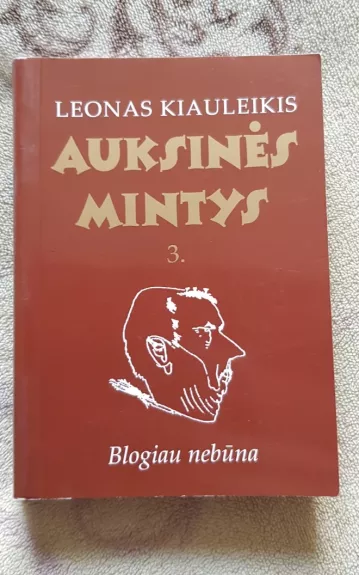 LEONAS KIAULEIKIS
AUKSINĖS
MINTYS
3.
Blogiau nebūna